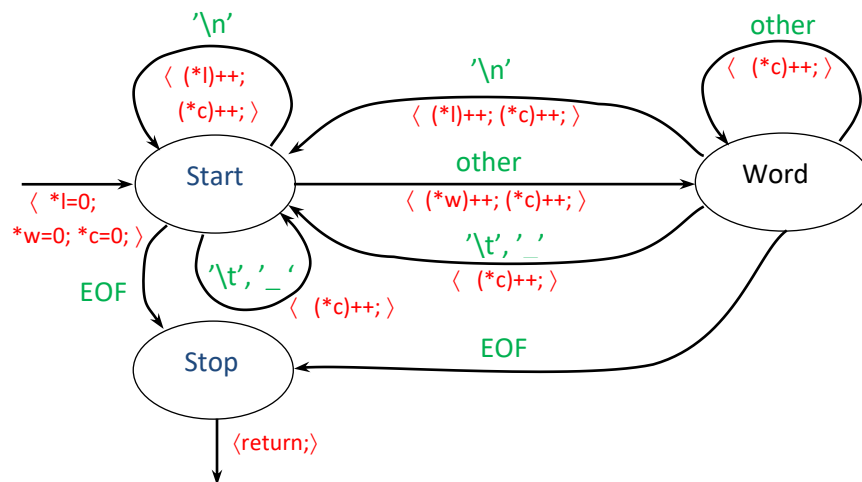 ’\n’
〈 (*l)++;
(*c)++; 〉
’\n’
〈 (*l)++; (*c)++; 〉
other
〈 (*c)++; 〉
Start
other
〈 (*w)++; (*c)++; 〉
Word
〈 *l=0;
*w=0; *c=0; 〉
’\t’, ’_ ‘
〈 (*c)++; 〉
’\t’, ’_’
〈 (*c)++; 〉
EOF
Stop
EOF
〈return;〉